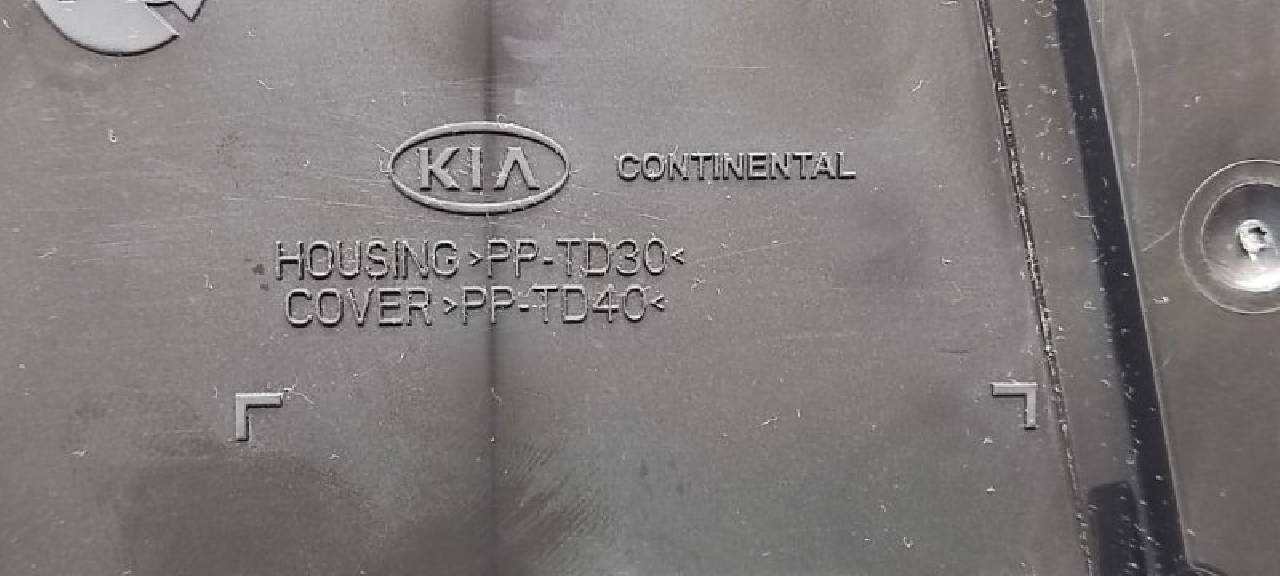 KIA CONTINENTAL
HOUSING >PP-TD30<
COVER >PP-TD40<